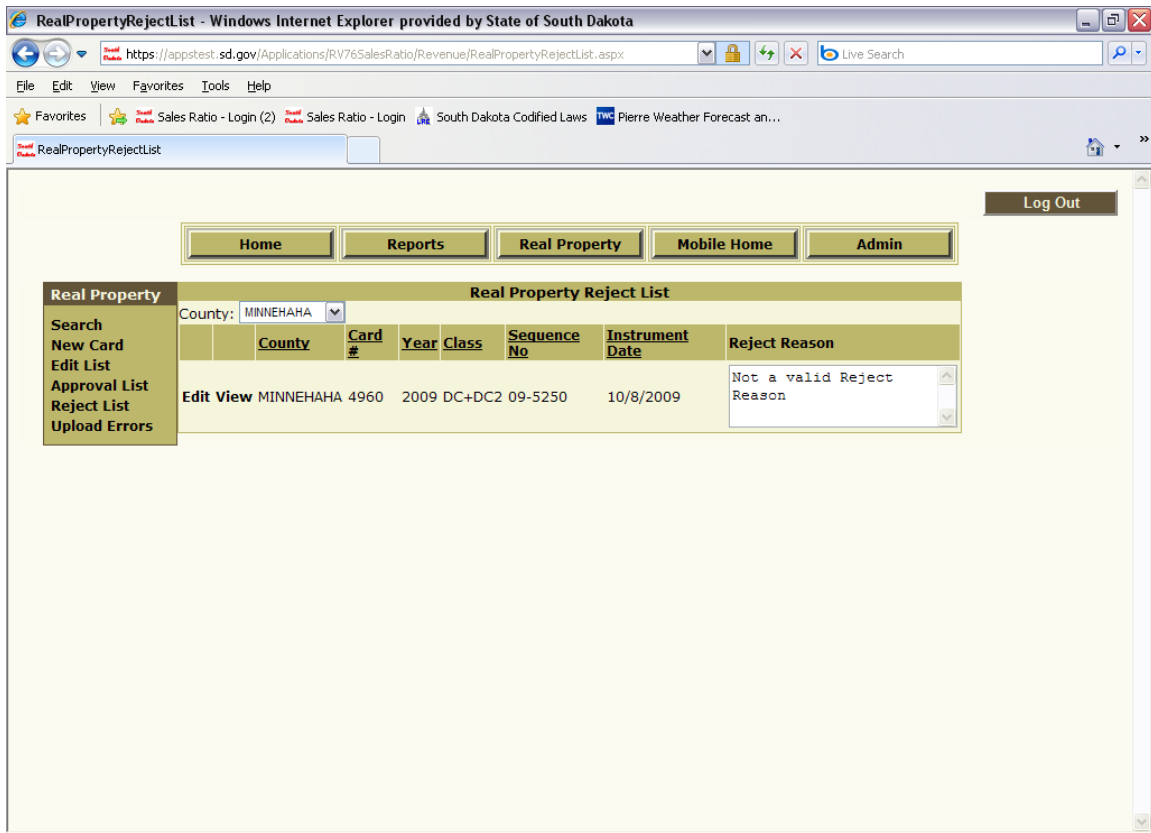 RealPropertyRejectList - Windows Internet Explorer provided by State of South Dakota
https://appstest.sd.gov/Applications/RV76SalesRatio/Revenue/RealPropertyRejectList.aspx
Live Search
File Edit View Favorites Tools Help
Favorites Sales Ratio - Login (2) Sales Ratio - Login LRC South Dakota Codified Laws TWC Pierre Weather Forecast an...
RealPropertyRejectList
Log Out
Home Reports Real Property Mobile Home Admin
Real Property
Search
New Card
Edit List
Approval List
Reject List
Upload Errors
Real Property Reject List
County: MINNEHAHA
County Card # Year Class Sequence No Instrument Date Reject Reason
Edit View MINNEHAHA 4960 2009 DC+DC2 09-5250 10/8/2009 Not a valid Reject
Reason